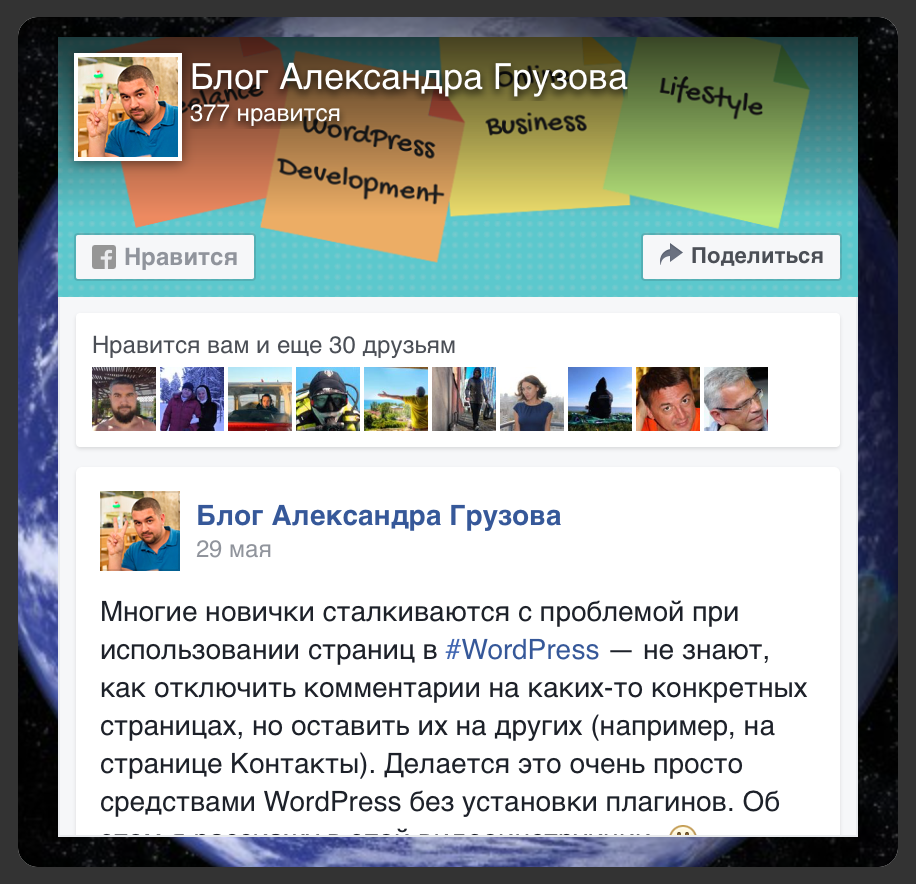 Блог Александра Грузова
377 нравится
WordPress
Development
Business
LifeStyle
Нравится
Поделиться
Нравится вам и еще 30 друзьям
Блог Александра Грузова
29 мая
Многие новички сталкиваются с проблемой при
использовании страниц в #WordPress — не знают,
как отключить комментарии на каких-то конкретных
страницах, но оставить их на других (например, на
странице Контакты). Делается это очень просто
средствами WordPress без установки плагинов. Об